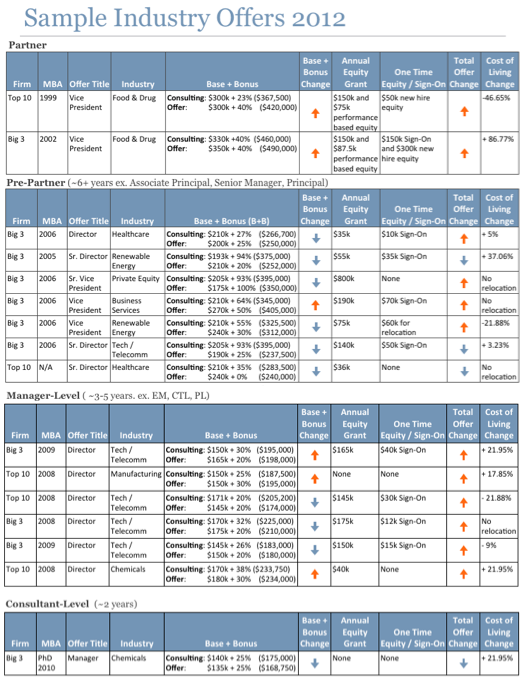 Sample Industry Offers 2012
Partner
Firm MBA Offer Title Industry Base + Bonus Base + Bonus Change Annual Equity Grant One Time Equity / Sign-On Total Offer Change Cost of Living Change
Top 10 1999 Vice President Food & Drug Consulting: $300k + 23% ($367,500) Offer: $300k + 40% ($420,000) $150k and $75k performance based equity $50k new hire equity -46.65%
Big 3 2002 Vice President Food & Drug Consulting: $330k +40% ($460,000) Offer: $350k + 40% ($490,000) $150k and $87.5k performance based equity $150k Sign-On and $300k new hire equity + 86.77%
Pre-Partner (~6+ years ex. Associate Principal, Senior Manager, Principal)
Firm MBA Offer Title Industry Base + Bonus (B+B) Base + Bonus Change Annual Equity Grant One Time Equity / Sign-On Total Offer Change Cost of Living Change
Big 3 2006 Director Healthcare Consulting: $210k + 27% ($266,700) Offer: $200k + 25% ($250,000) $35k $10k Sign-On + 5%
Big 3 2005 Sr. Director Renewable Energy Consulting: $193k + 94% ($375,000) Offer: $210k + 20% ($252,000) $55k $35k Sign-On + 37.06%
Big 3 2006 Sr. Vice President Private Equity Consulting: $205k + 93% ($395,000) Offer: $175k + 100% ($350,000) $800k None No relocation
Big 3 2006 Vice President Business Services Consulting: $210k + 64% ($345,000) Offer: $270k + 50% ($405,000) $190k $70k Sign-On No relocation
Big 3 2006 Vice President Renewable Energy Consulting: $210k + 55% ($325,500) Offer: $240k + 30% ($312,000) $75k $60k for relocation -21.88%
Big 3 2006 Sr. Director Tech / Telecomm Consulting: $205k + 93% ($395,000) Offer: $190k + 25% ($237,500) $140k $50k Sign-On + 3.23%
Top 10 N/A Sr. Director Healthcare Consulting: $210k + 35% ($283,500) Offer: $240k + 0% ($240,000) $36k None No relocation
Manager-Level ( ~3-5 years. ex. EM, CTL, PL)
Firm MBA Offer Title Industry Base + Bonus Base + Bonus Change Annual Equity Grant One Time Equity / Sign-On Total Offer Change Cost of Living Change
Big 3 2009 Director Tech / Telecomm Consulting: $150k + 30% ($195,000) Offer: $165k + 20% ($198,000) $165k $40k Sign-On + 21.95%
Top 10 2008 Director Manufacturing Consulting: $150k + 25% ($187,500) Offer: $150k + 30% ($195,000) None None + 17.85%
Top 10 2008 Director Tech / Telecomm Consulting: $171k + 20% ($205,200) Offer: $145k + 20% ($174,000) $145k $30k Sign-On - 21.88%
Big 3 2008 Director Tech / Telecomm Consulting: $170k + 32% ($225,000) Offer: $175k + 20% ($210,000) $175k $12k Sign-On No relocation
Big 3 2009 Director Tech / Telecomm Consulting: $145k + 26% ($183,000) Offer: $150k + 20% ($180,000) $150k $15k Sign-On - 9%
Top 10 2008 Director Chemicals Consulting: $170k + 38% ($233,750) Offer: $180k + 30% ($234,000) $40k None + 21.95%
Consultant-Level (~2 years)
Firm MBA Offer Title Industry Base + Bonus Base + Bonus Change Annual Equity Grant One Time Equity / Sign-On Total Offer Change Cost of Living Change
Big 3 PhD 2010 Manager Chemicals Consulting: $140k + 25% ($175,000) Offer: $135k + 25% ($168,750) None None + 21.95%